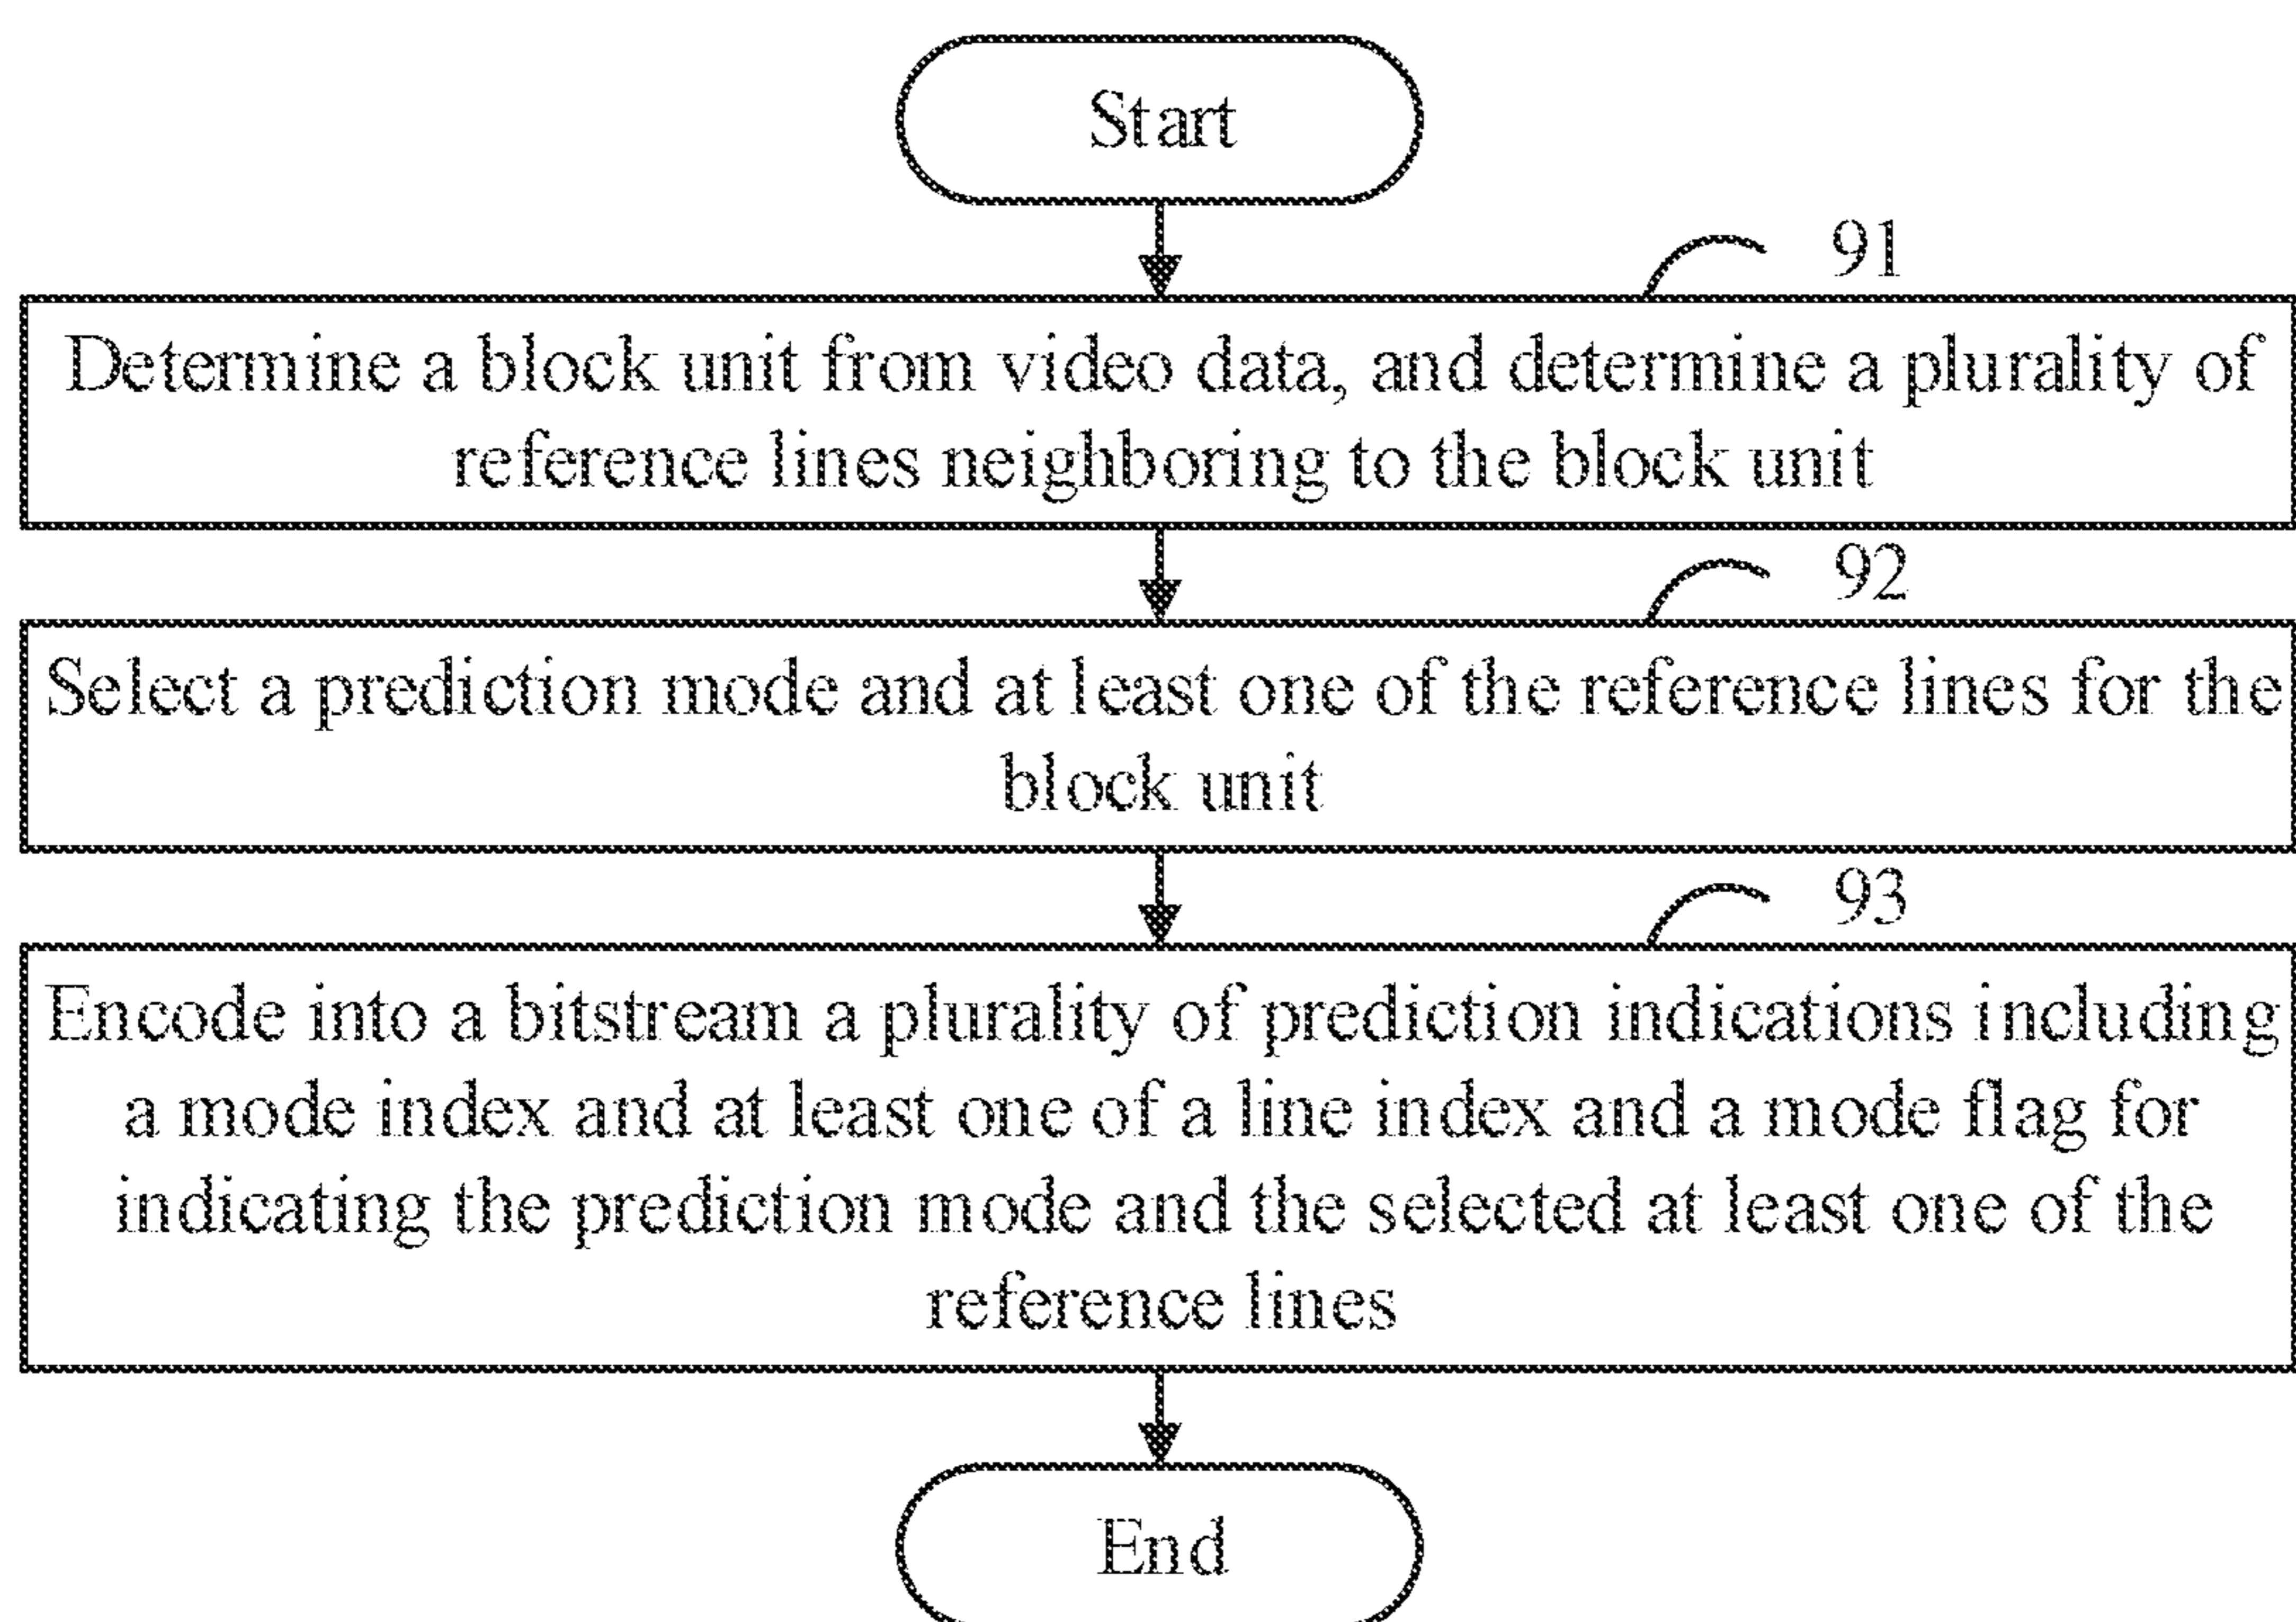 Start
91
Determine a block unit from video data, and determine a plurality of
reference lines neighboring to the block unit
92
Select a prediction mode and at least one of the reference lines for the
block unit
93
Encode into a bitstream a plurality of prediction indications including
a mode index and at least one of a line index and a mode flag for
indicating the prediction mode and the selected at least one of the
reference lines
End